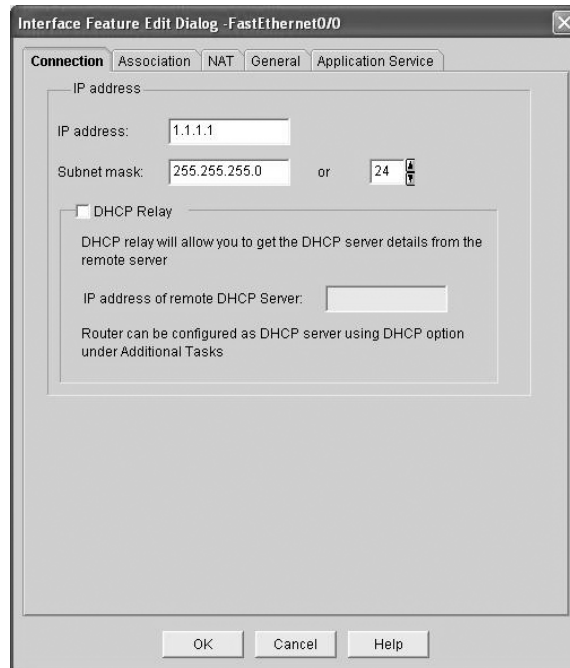 Interface Feature Edit Dialog -FastEthernet0/0
Connection Association NAT General Application Service
IP address
IP address: 1.1.1.1
Subnet mask: 255.255.255.0 or 24
DHCP Relay
DHCP relay will allow you to get the DHCP server details from the
remote server
IP address of remote DHCP Server:
Router can be configured as DHCP server using DHCP option
under Additional Tasks
OK Cancel Help